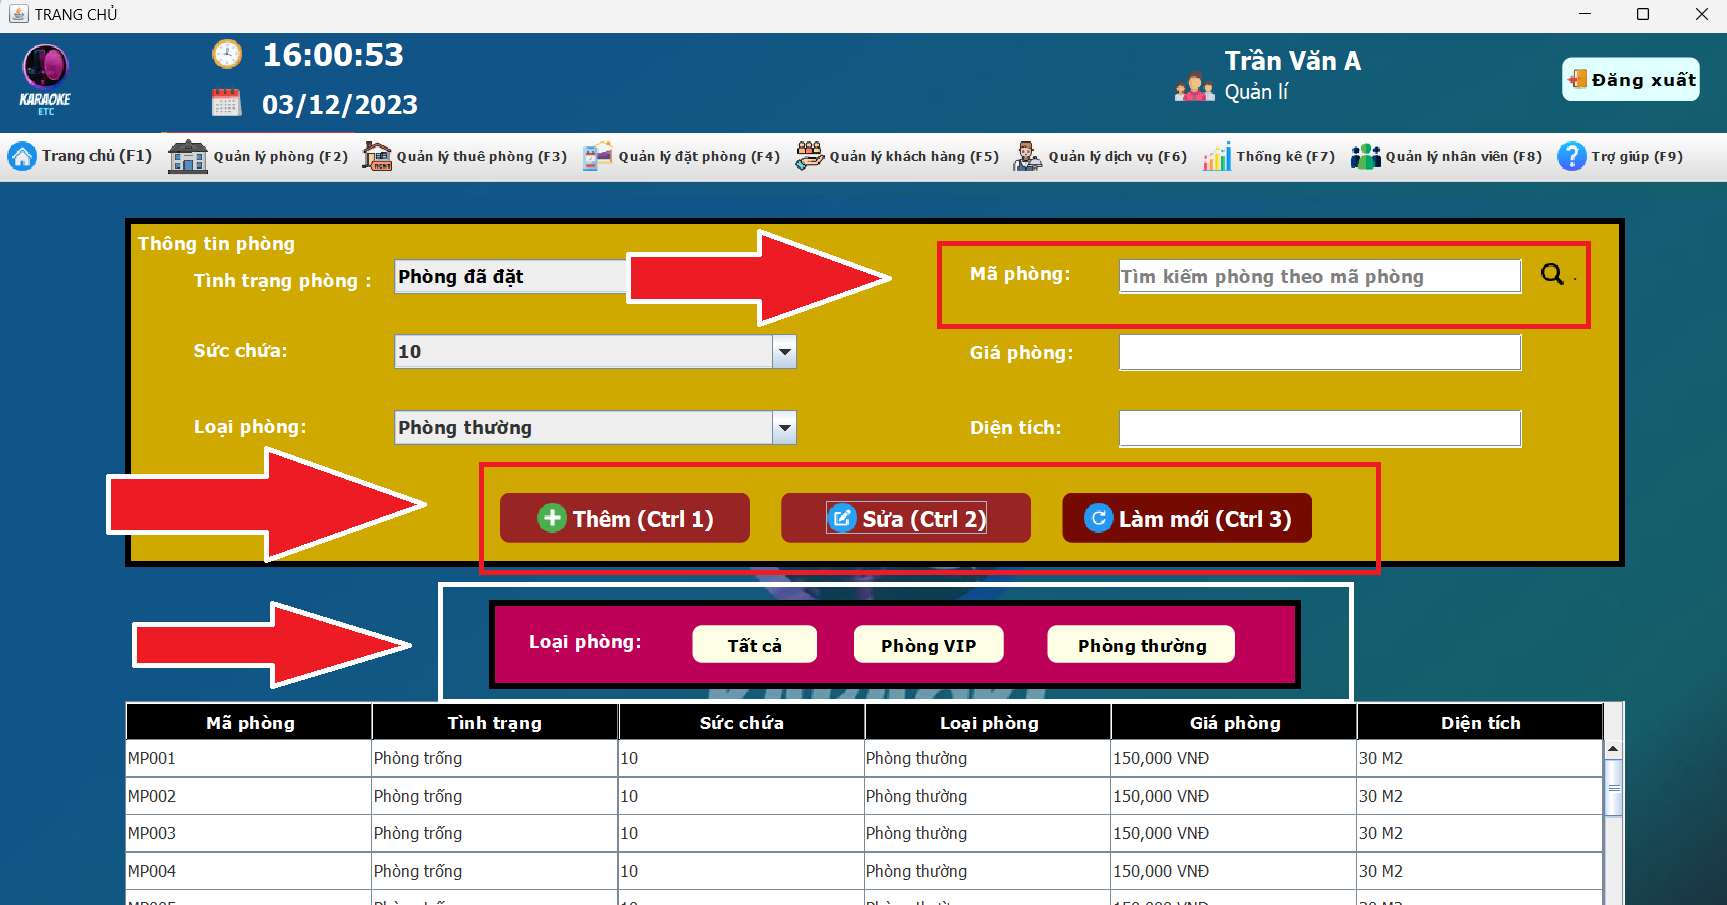 TRANG CHỦ
KARAOKE
ETC
16:00:53
03/12/2023
Trần Văn A
Quản lí
Đăng xuất
Trang chủ (F1)
Quản lý phòng (F2)
Quản lý thuê phòng (F3)
Quản lý đặt phòng (F4)
Quản lý khách hàng (F5)
Quản lý dịch vụ (F6)
Thống kê (F7)
Quản lý nhân viên (F8)
Trợ giúp (F9)
Thông tin phòng
Tình trạng phòng :
Phòng đã đặt
Mã phòng:
Tìm kiếm phòng theo mã phòng
Sức chứa:
10
Giá phòng:
Loại phòng:
Phòng thường
Diện tích:
Thêm (Ctrl 1)
Sửa (Ctrl 2)
Làm mới (Ctrl 3)
Loại phòng:
Tất cả
Phòng VIP
Phòng thường
KARAOKE
Mã phòng Tình trạng Sức chứa Loại phòng Giá phòng Diện tích
MP001 Phòng trống 10 Phòng thường 150,000 VNĐ 30 M2
MP002 Phòng trống 10 Phòng thường 150,000 VNĐ 30 M2
MP003 Phòng trống 10 Phòng thường 150,000 VNĐ 30 M2
MP004 Phòng trống 10 Phòng thường 150,000 VNĐ 30 M2